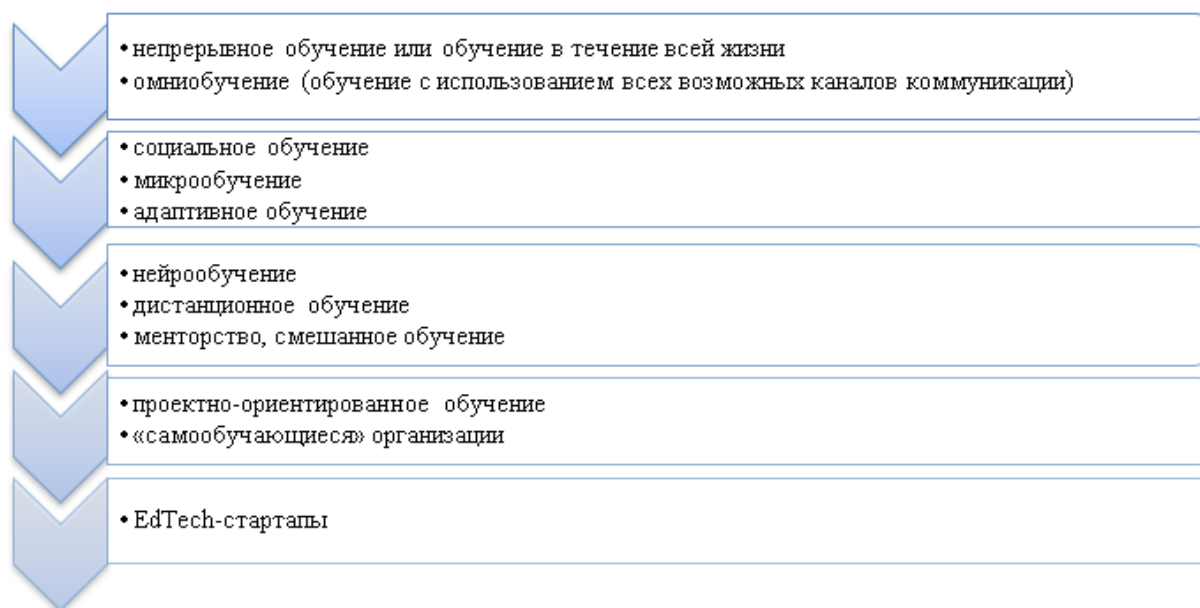 • непрерывное обучение или обучение в течение всей жизни
• омниобучение (обучение с использованием всех возможных каналов коммуникации)
• социальное обучение
• микрообучение
• адаптивное обучение
• нейрообучение
• дистанционное обучение
• менторство, смешанное обучение
• проектно-ориентированное обучение
• «самообучающиеся» организации
• EdTech-стартапы